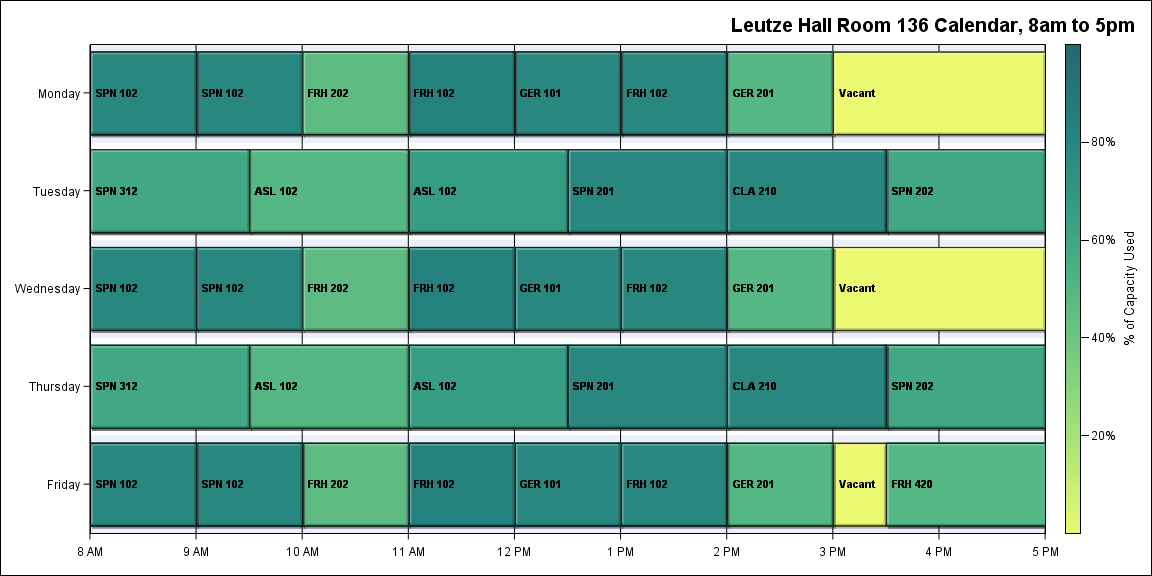 Leutze Hall Room 136 Calendar, 8am to 5pm
Monday
SPN 102
SPN 102
FRH 202
FRH 102
GER 101
FRH 102
GER 201
Vacant
Tuesday
SPN 312
ASL 102
ASL 102
SPN 201
CLA 210
SPN 202
Wednesday
SPN 102
SPN 102
FRH 202
FRH 102
GER 101
FRH 102
GER 201
Vacant
Thursday
SPN 312
ASL 102
ASL 102
SPN 201
CLA 210
SPN 202
Friday
SPN 102
SPN 102
FRH 202
FRH 102
GER 101
FRH 102
GER 201
Vacant
FRH 420
8 AM
9 AM
10 AM
11 AM
12 PM
1 PM
2 PM
3 PM
4 PM
5 PM
80%
60%
40%
20%
% of Capacity Used